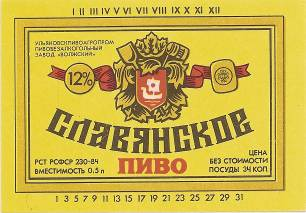 I II III IV V VI VII VIII IX X XI XII
УЛЬЯНОВСКПИВОАГРОПРОМ
ПИВОБЕЗАЛКОГОЛЬНЫЙ
ЗАВОД «ВОЛЖСКИЙ»
12%
СЛАВЯНСКОЕ
ПИВО
РСТ РСФСР 230-84
ВМЕСТИМОСТЬ 0.5 л
ЦЕНА
БЕЗ СТОИМОСТИ
ПОСУДЫ 34 КОП
1 3 5 7 9 11 13 15 17 19 21 23 25 27 29 31